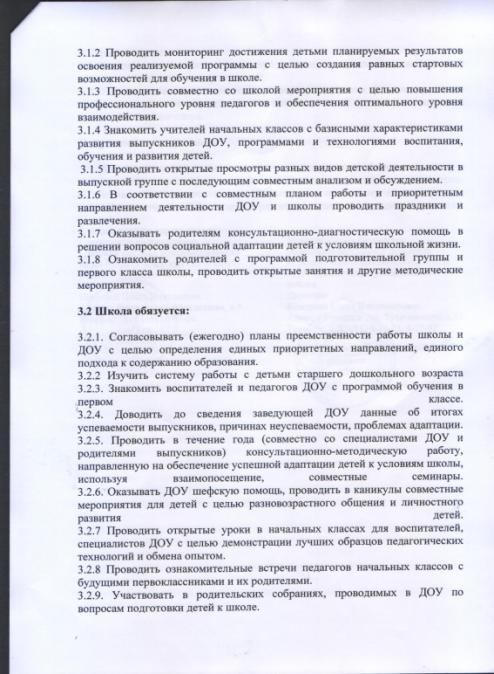 3.1.2 Проводить мониторинг достижения детьми планируемых результатов
освоения реализуемой программы с целью создания равных стартовых
возможностей для обучения в школе.
3.1.3 Проводить совместно со школой мероприятия с целью повышения
профессионального уровня педагогов и обеспечения оптимального уровня
взаимодействия.
3.1.4 Знакомить учителей начальных классов с базисными характеристиками
развития выпускников ДОУ, программами и технологиями воспитания,
обучения и развития детей.
3.1.5 Проводить открытые просмотры разных видов детской деятельности в
выпускной группе с последующим совместным анализом и обсуждением.
3.1.6 В соответствии с совместным планом работы и приоритетным
направлением деятельности ДОУ и школы проводить праздники и
развлечения.
3.1.7 Оказывать родителям консультационно-диагностическую помощь в
решении вопросов социальной адаптации детей к условиям школьной жизни.
3.1.8 Ознакомить родителей с программой подготовительной группы и
первого класса школы, проводить открытые занятия и другие методические
мероприятия.
3.2 Школа обязуется:
3.2.1. Согласовывать (ежегодно) планы преемственности работы школы и
ДОУ с целью определения единых приоритетных направлений, единого
подхода к содержанию образования.
3.2.2 Изучить систему работы с детьми старшего дошкольного возраста
3.2.3. Знакомить воспитателей и педагогов ДОУ с программой обучения в
первом классе.
3.2.4. Доводить до сведения заведующей ДОУ данные об итогах
успеваемости выпускников, причинах неуспеваемости, проблемах адаптации.
3.2.5. Проводить в течение года (совместно со специалистами ДОУ и
родителями выпускников) консультационно-методическую работу,
направленную на обеспечение успешной адаптации детей к условиям школы,
используя взаимопосещение, совместные семинары.
3.2.6. Оказывать ДОУ шефскую помощь, проводить в каникулы совместные
мероприятия для детей с целью разновозрастного общения и личностного
развития детей.
3.2.7 Проводить открытые уроки в начальных классах для воспитателей,
специалистов ДОУ с целью демонстрации лучших образцов педагогических
технологий и обмена опытом.
3.2.8 Проводить ознакомительные встречи педагогов начальных классов с
будущими первоклассниками и их родителями.
3.2.9. Участвовать в родительских собраниях, проводимых в ДОУ по
вопросам подготовки детей к школе.